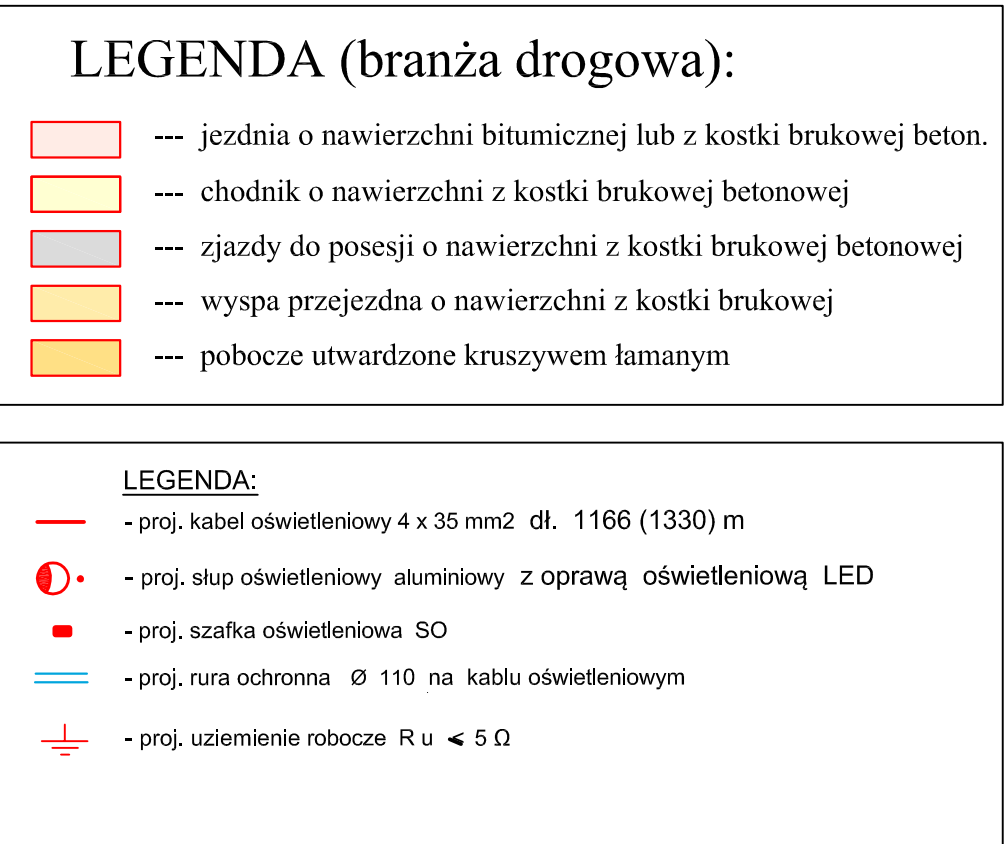 LEGENDA (branża drogowa):
--- jezdnia o nawierzchni bitumicznej lub z kostki brukowej beton.
--- chodnik o nawierzchni z kostki brukowej betonowej
--- zjazdy do posesji o nawierzchni z kostki brukowej betonowej
--- wyspa przejezdna o nawierzchni z kostki brukowej
--- pobocze utwardzone kruszywem łamanym
LEGENDA:
- proj. kabel oświetleniowy 4 x 35 mm2 dł. 1166 (1330) m
- proj. słup oświetleniowy aluminiowy z oprawą oświetleniową LED
- proj. szafka oświetleniowa SO
- proj. rura ochronna Ø 110 na kablu oświetleniowym
- proj. uziemienie robocze R u ⩽ 5 Ω